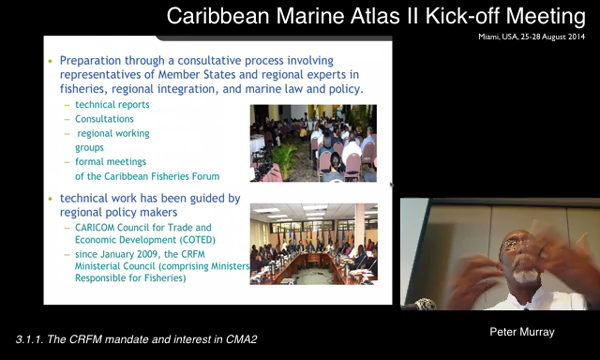 Caribbean Marine Atlas II Kick-off Meeting
Miami, USA, 25-28 August 2014
• Preparation through a consultative process involving
representatives of Member States and regional experts in
fisheries, regional integration, and marine law and policy.
– technical reports
– Consultations
– regional working
groups
– formal meetings
of the Caribbean Fisheries Forum
• technical work has been guided by
regional policy makers
– CARICOM Council for Trade and
Economic Development (COTED)
– since January 2009, the CRFM
Ministerial Council (comprising Ministers
Responsible for Fisheries)
Peter Murray
3.1.1. The CRFM mandate and interest in CMA2